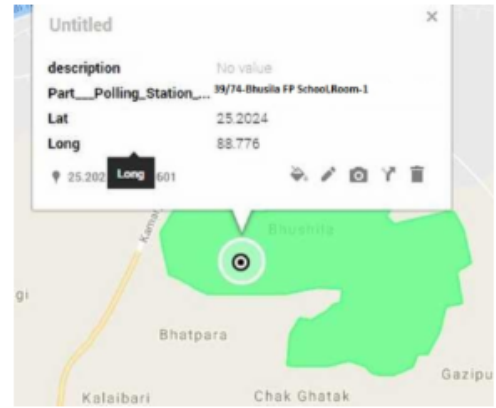 Untitled
description No value
Part__Polling_Station_... 39/74-Bhusila FP School,Room-1
Lat 25.2024
Long 88.776
25.202 Long 601
Bhushila
gi
Bhatpara
Gazipu
Kalaibari
Chak Ghatak